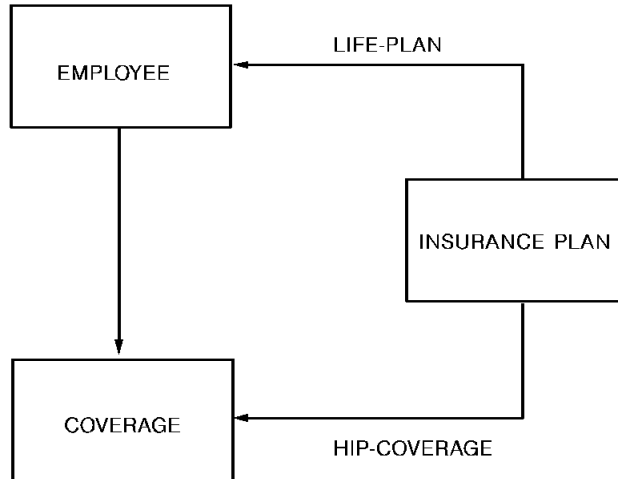 LIFE-PLAN
EMPLOYEE
INSURANCE PLAN
COVERAGE
HIP-COVERAGE